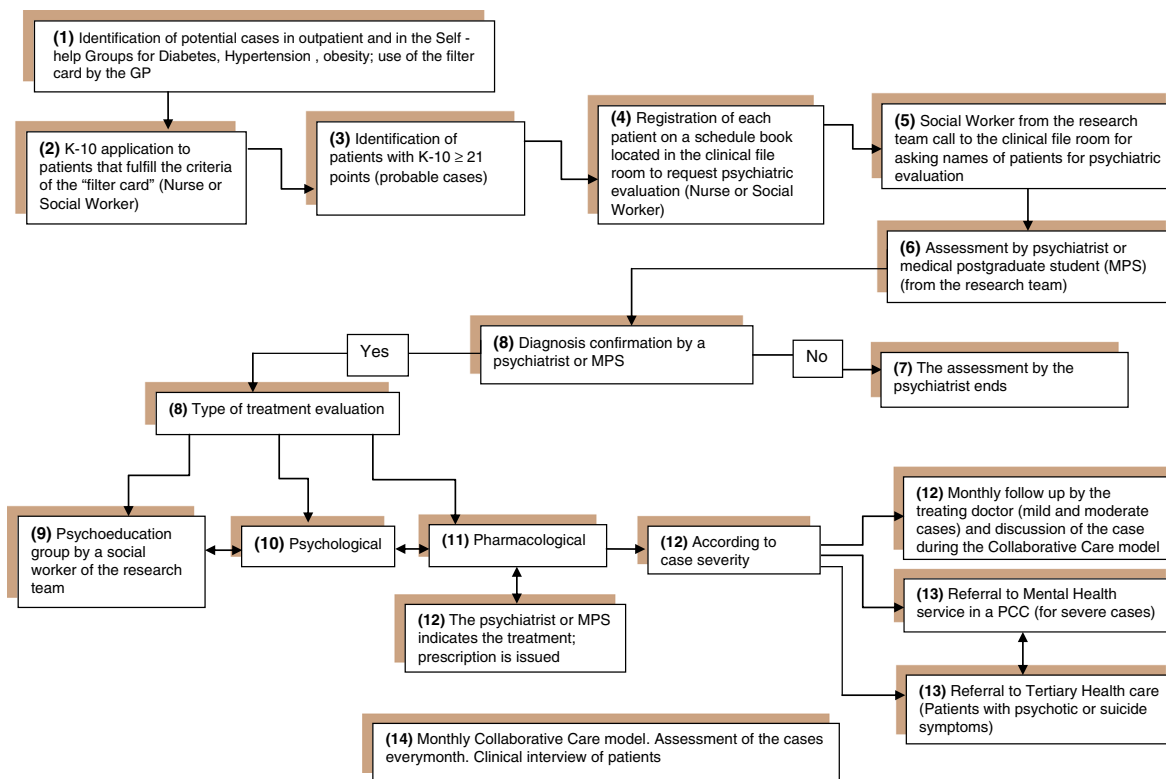 (1) Identification of potential cases in outpatient and in the Self -
help Groups for Diabetes, Hypertension , obesity; use of the filter
card by the GP
(2) K-10 application to
patients that fulfill the criteria
of the “filter card” (Nurse or
Social Worker)
(3) Identification of
patients with K-10 ≥ 21
points (probable cases)
(4) Registration of each
patient on a schedule book
located in the clinical file
room to request psychiatric
evaluation (Nurse or Social
Worker)
(5) Social Worker from the research
team call to the clinical file room for
asking names of patients for psychiatric
evaluation
(6) Assessment by psychiatrist or
medical postgraduate student (MPS)
(from the research team)
(8) Diagnosis confirmation by a
psychiatrist or MPS
Yes
No
(7) The assessment by the
psychiatrist ends
(8) Type of treatment evaluation
(9) Psychoeducation
group by a social
worker of the research
team
(10) Psychological
(11) Pharmacological
(12) The psychiatrist or MPS
indicates the treatment;
prescription is issued
(12) According to
case severity
(12) Monthly follow up by the
treating doctor (mild and moderate
cases) and discussion of the case
during the Collaborative Care model
(13) Referral to Mental Health
service in a PCC (for severe cases)
(13) Referral to Tertiary Health care
(Patients with psychotic or suicide
symptoms)
(14) Monthly Collaborative Care model. Assessment of the cases
everymonth. Clinical interview of patients